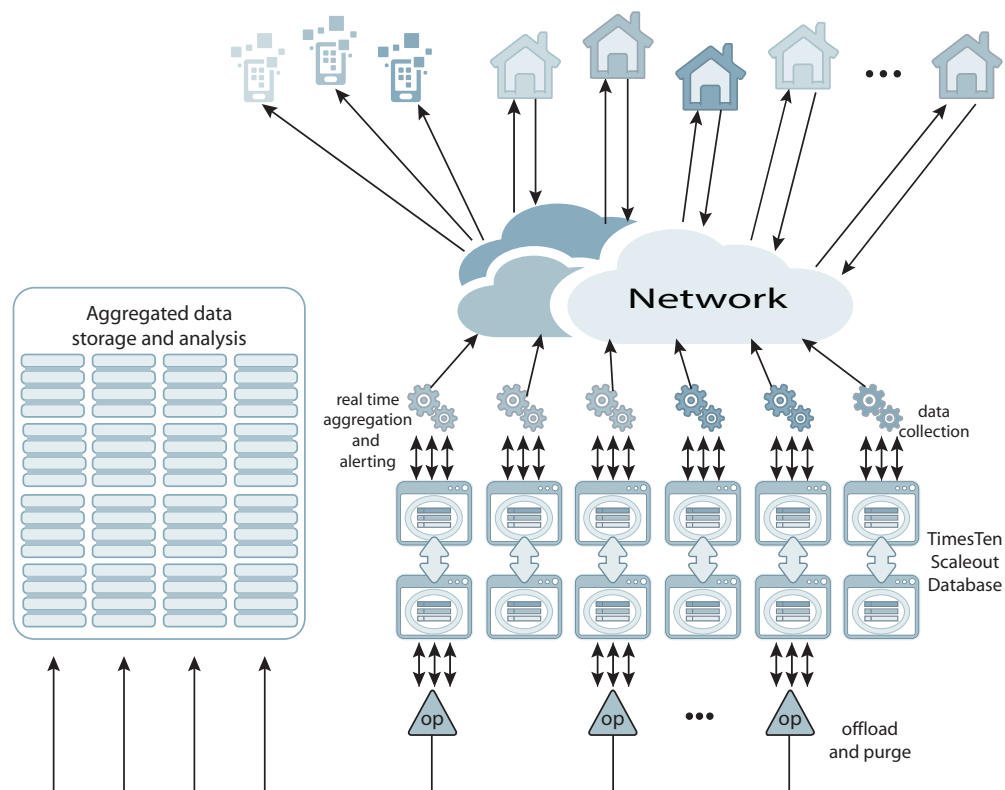 Network
Aggregated data
storage and analysis
real time
aggregation
and
alerting
data
collection
TimesTen
Scaleout
Database
op
op
•••
op
offload
and purge